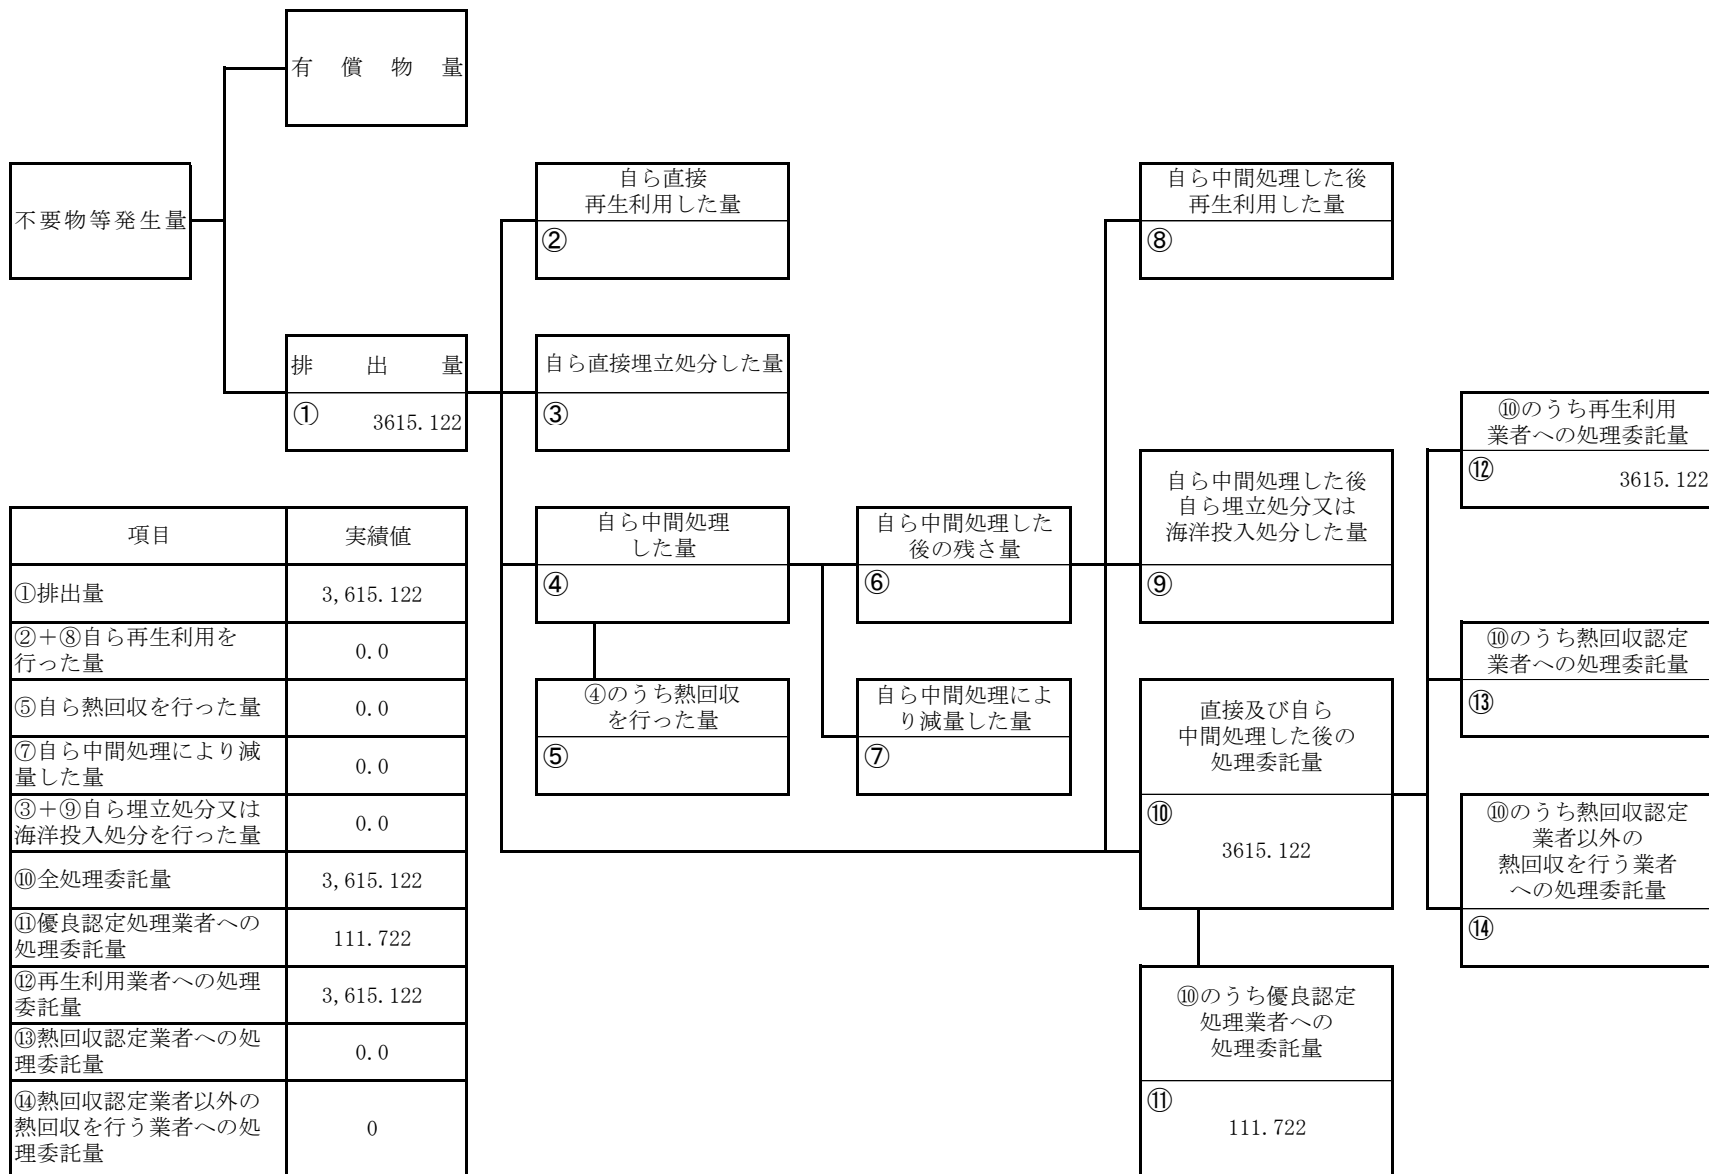 有償物量
不要物等発生量
排出量
① 3615.122
自ら直接
再生利用した量
②
自ら直接埋立処分した量
③
自ら中間処理
した量
④
④のうち熱回収
を行った量
⑤
自ら中間処理した
後の残さ量
⑥
自ら中間処理によ
り減量した量
⑦
自ら中間処理した後
再生利用した量
⑧
自ら中間処理した後
自ら埋立処分又は
海洋投入処分した量
⑨
直接及び自ら
中間処理した後の
処理委託量
⑩
3615.122
⑩のうち優良認定
処理業者への
処理委託量
⑪
111.722
⑩のうち再生利用
業者への処理委託量
⑫ 3615.122
⑩のうち熱回収認定
業者への処理委託量
⑬
⑩のうち熱回収認定
業者以外の
熱回収を行う業者
への処理委託量
⑭
項目 実績値
①排出量 3,615.122
②+⑧自ら再生利用を
行った量 0.0
⑤自ら熱回収を行った量 0.0
⑦自ら中間処理により減
量した量 0.0
③+⑨自ら埋立処分又は
海洋投入処分を行った量 0.0
⑩全処理委託量 3,615.122
⑪優良認定処理業者への
処理委託量 111.722
⑫再生利用業者への処理
委託量 3,615.122
⑬熱回収認定業者への処
理委託量 0.0
⑭熱回収認定業者以外の
熱回収を行う業者への処
理委託量 0